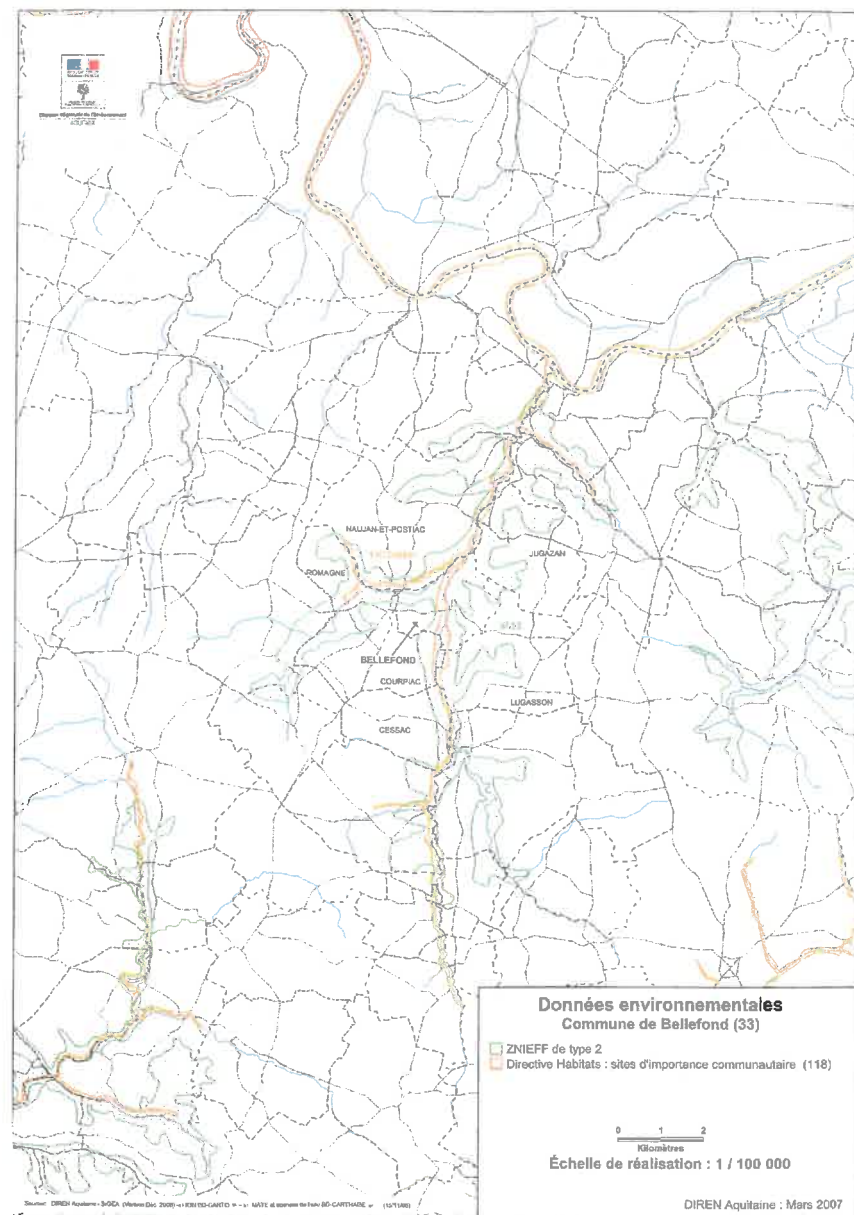 NAUJAN-ET-POSTIAC
JUGAZAN
ROMAGNE
BELLEFOND
COURPIAC
LUGASSON
CESSAC
Données environnementales
Commune de Bellefond (33)
ZNIEFF de type 2
Directive Habitats : sites d'importance communautaire (118)
0 1 2
Kilomètres
Échelle de réalisation : 1 / 100 000
DIREN Aquitaine : Mars 2007